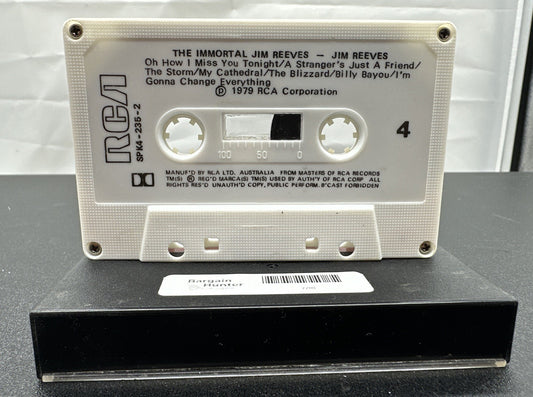 THE IMMORTAL JIM REEVES - JIM REEVES
Oh How I Miss You Tonight/A Stranger's Just A Friend/
The Storm/My Cathedral/The Blizzard/Billy Bayou/I'm
Gonna Change Everything
Ⓟ 1979 RCA Corporation
RCA
SPK4-235-2
4
100 50 0
MANUF'D BY RCA LTD. AUSTRALIA FROM MASTERS OF RCA RECORDS
TM(S) ® REG'D MARCA(S) TM(S) USED BY AUTH'Y OF RCA CORP ALL
RIGHTS RES'D UNAUTH'D COPY, PUBLIC PERFORM. B'CAST FORBIDDEN
Bargain
Hunter